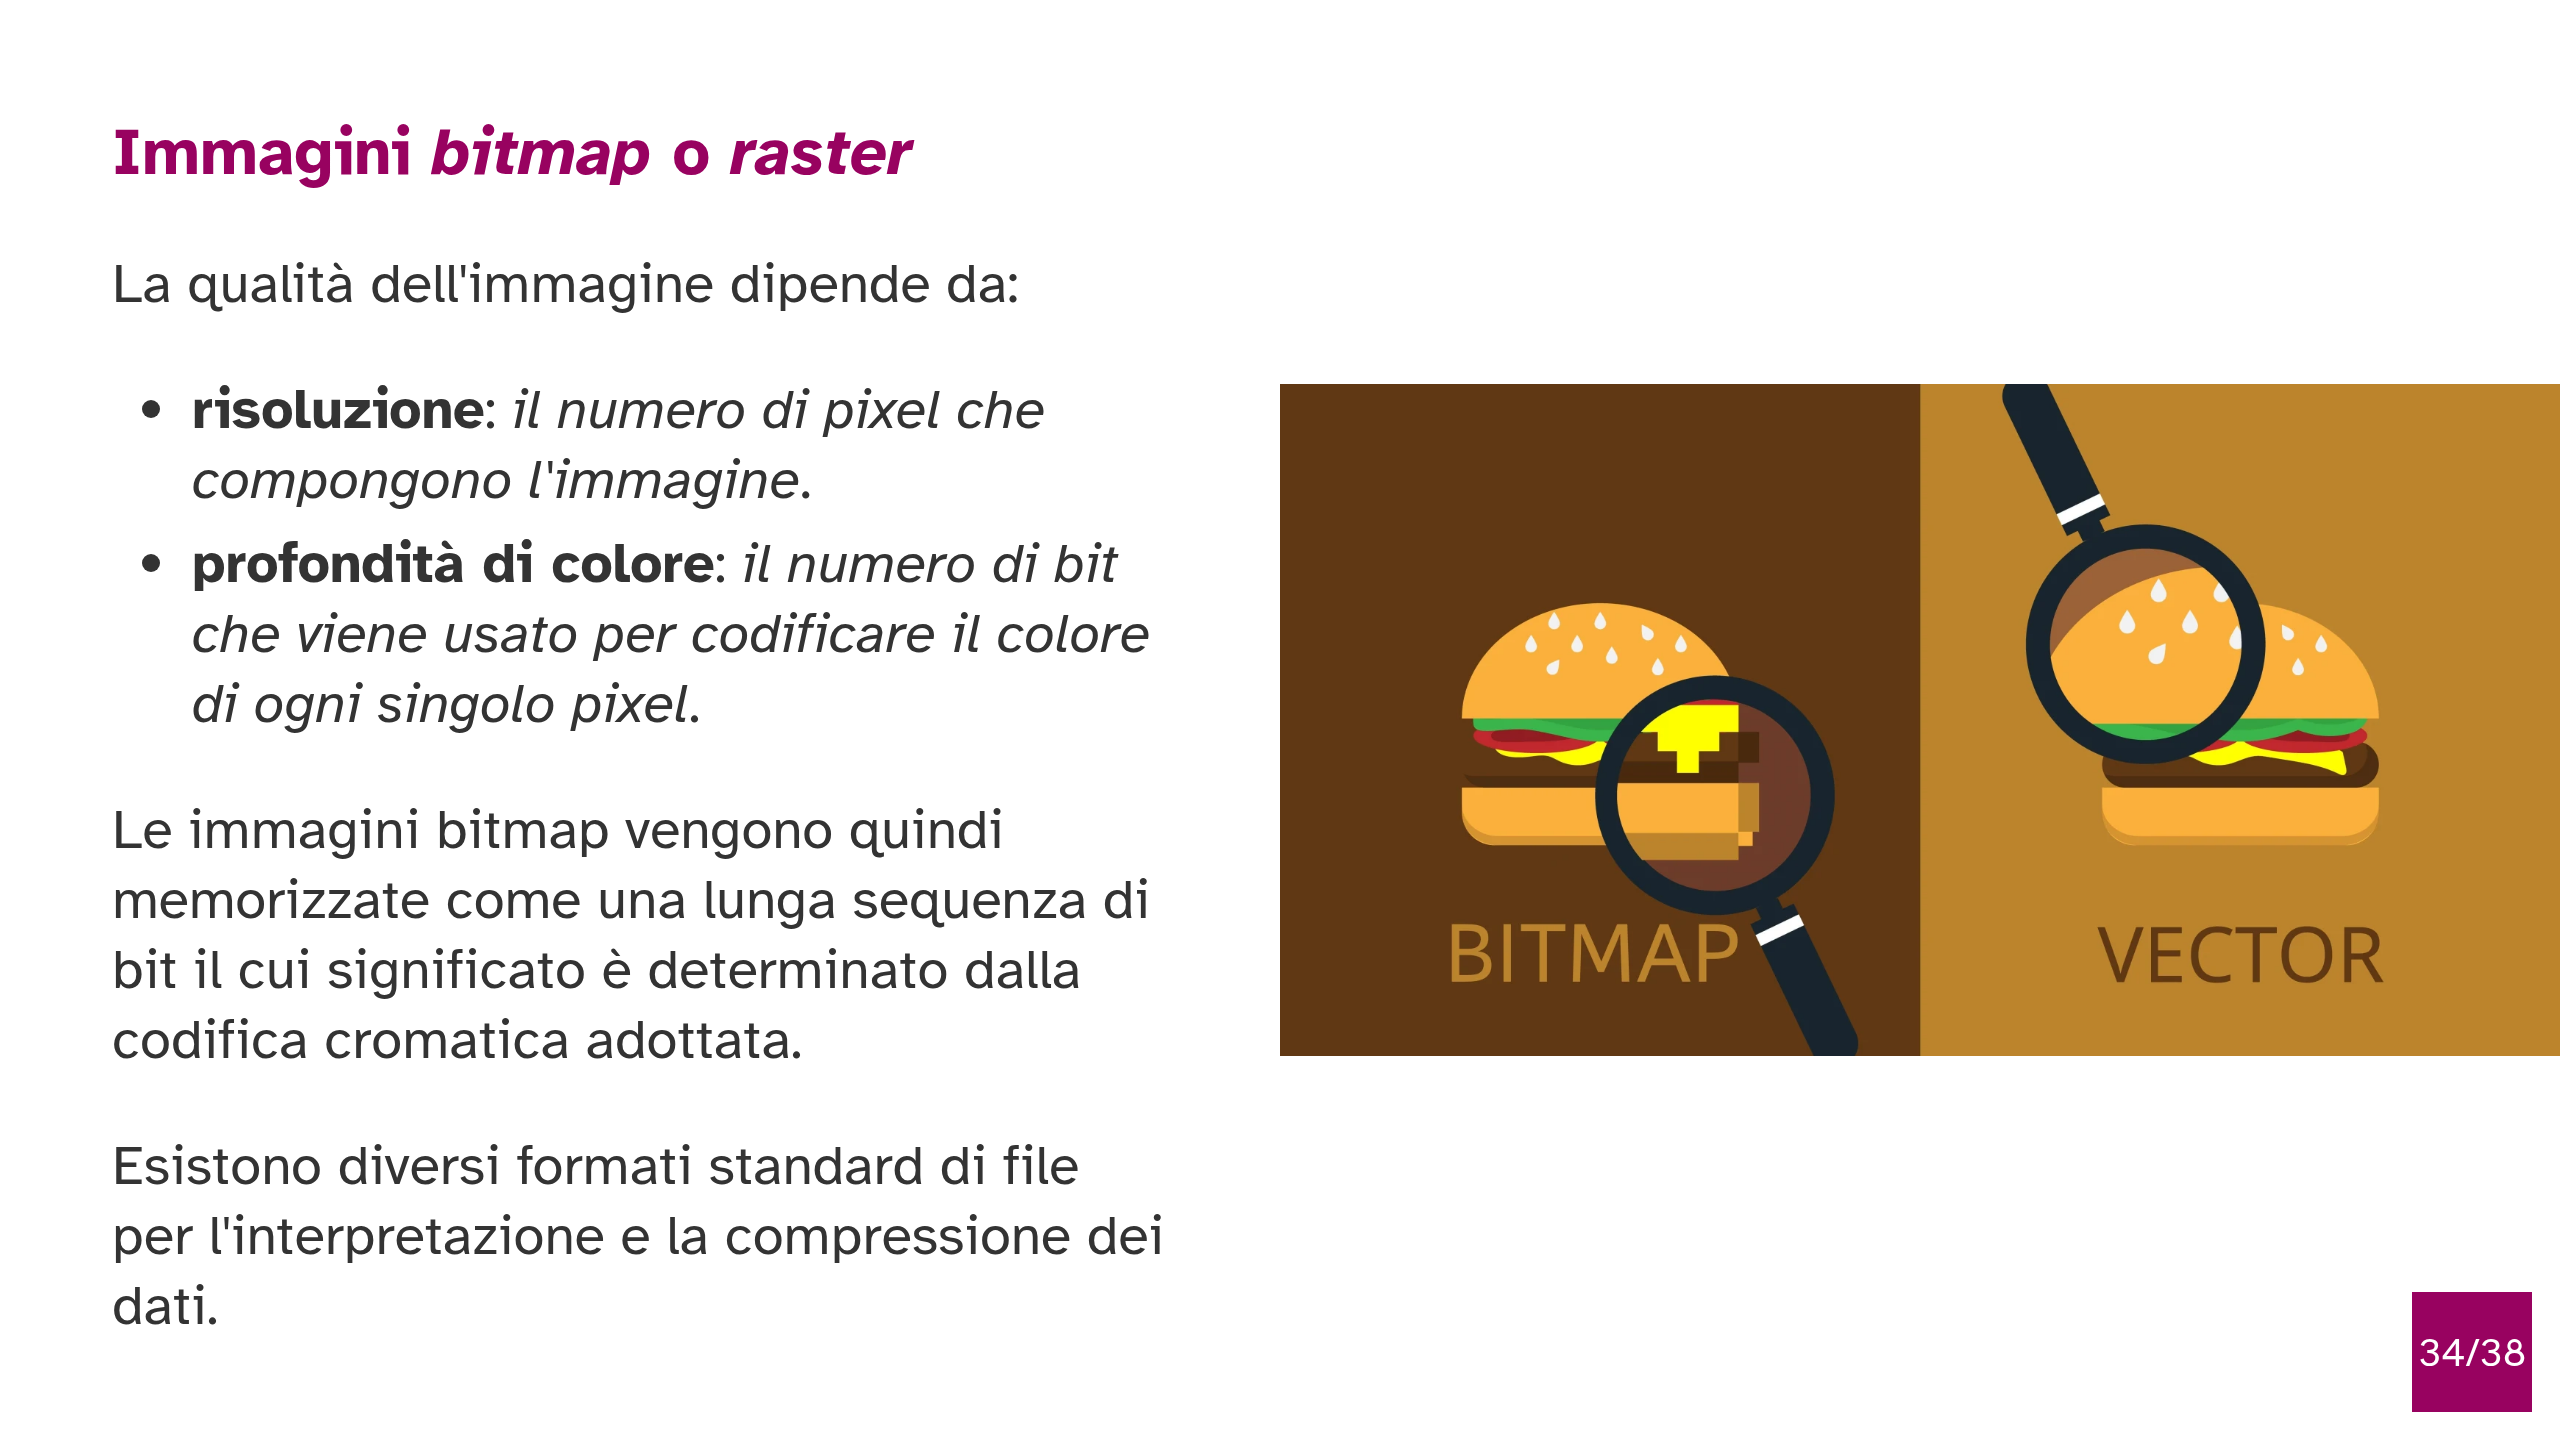 Immagini bitmap o raster
La qualità dell'immagine dipende da:
• risoluzione: il numero di pixel che
compongono l'immagine.
• profondità di colore: il numero di bit
che viene usato per codificare il colore
di ogni singolo pixel.
Le immagini bitmap vengono quindi
memorizzate come una lunga sequenza di
bit il cui significato è determinato dalla
codifica cromatica adottata.
Esistono diversi formati standard di file
per l'interpretazione e la compressione dei
dati.
BITMAP
VECTOR
34/38